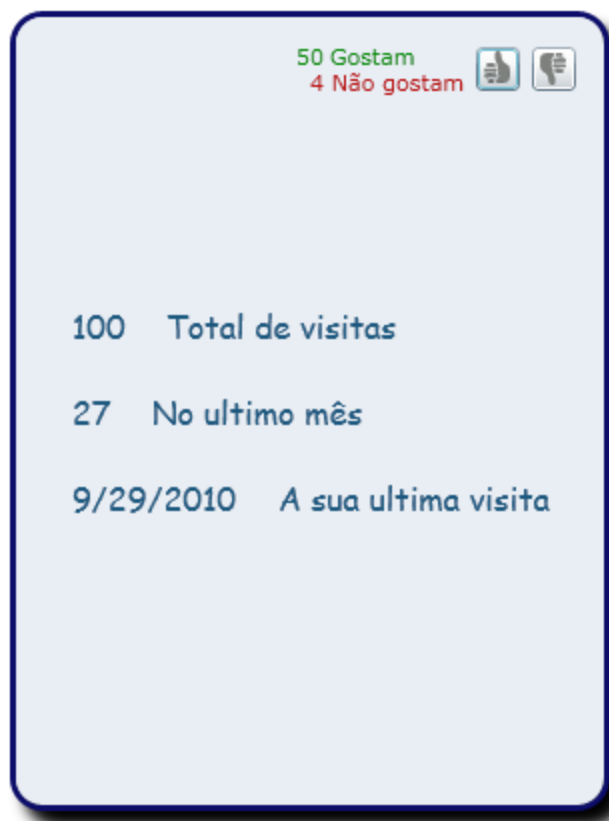 50 Gostam
4 Não gostam
100 Total de visitas
27 No ultimo mês
9/29/2010 A sua ultima visita